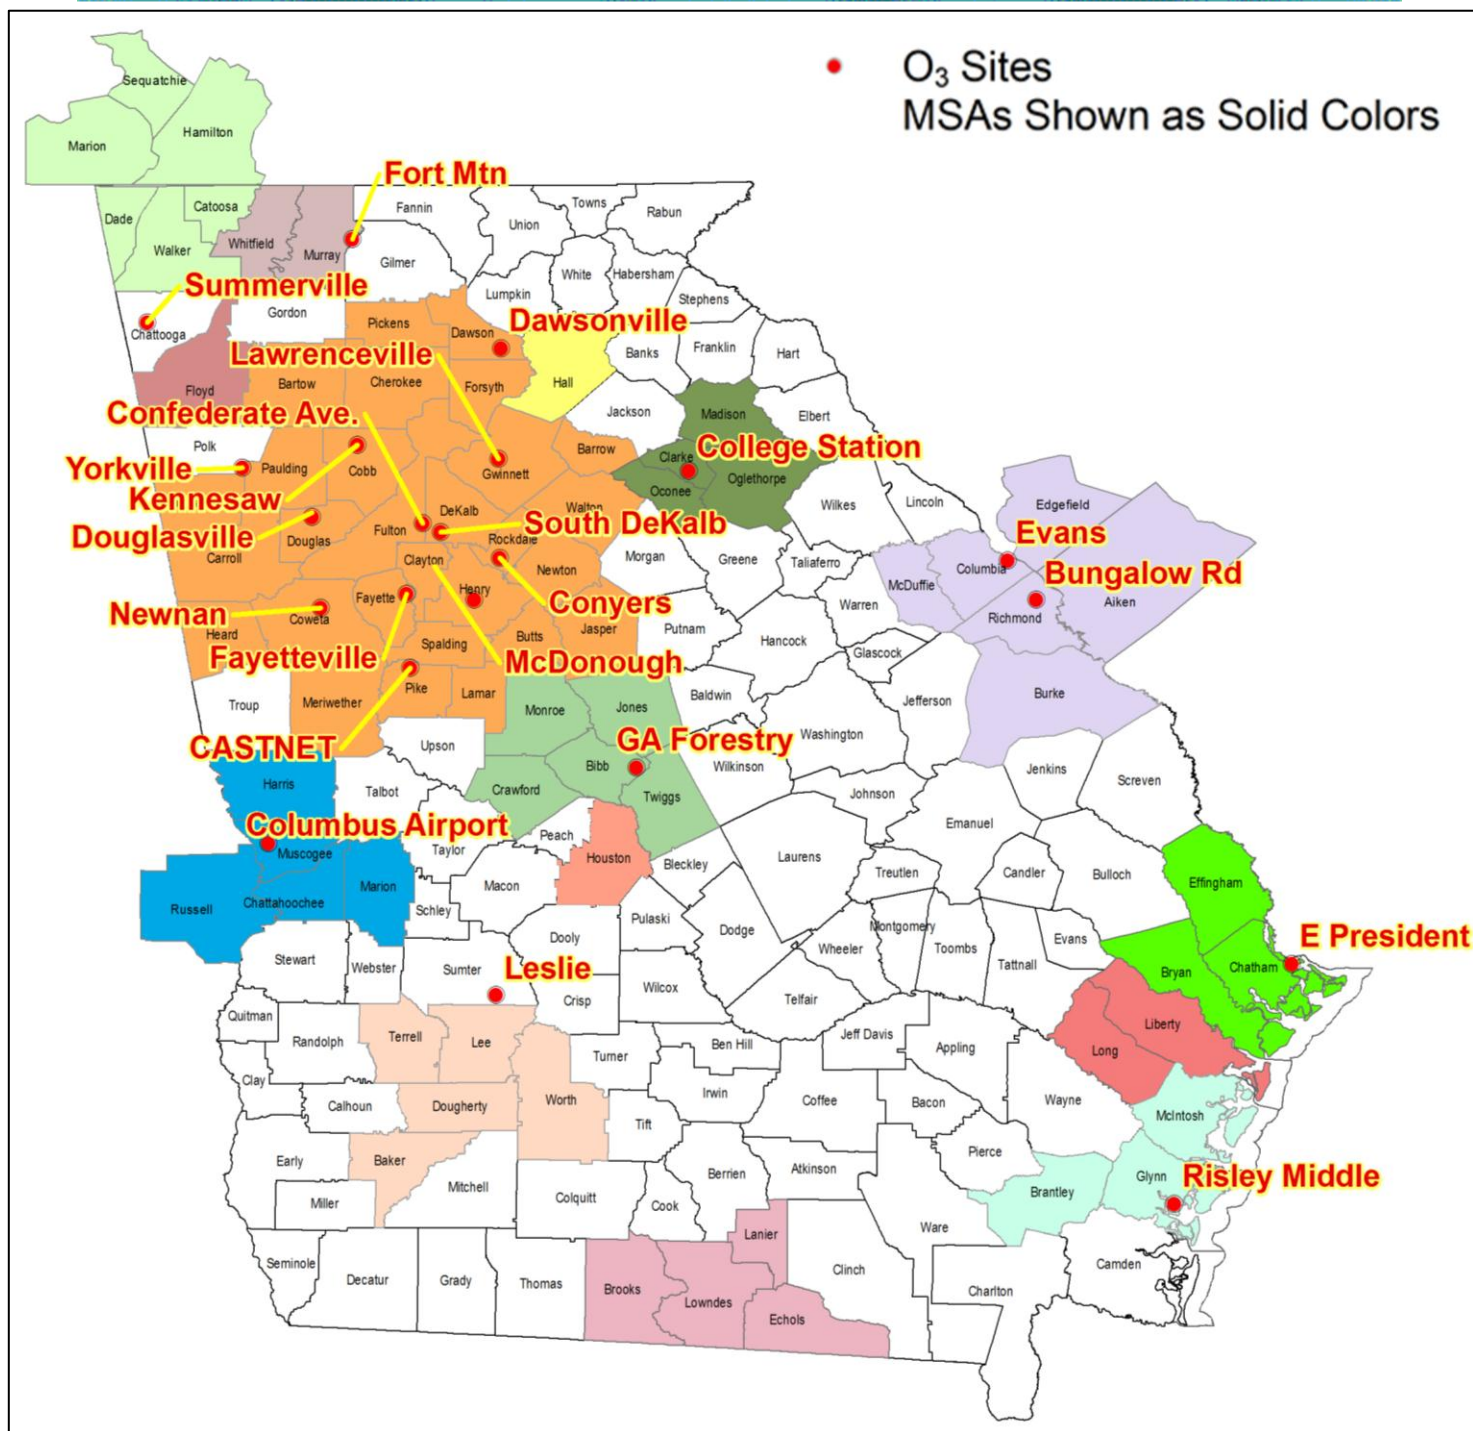 O₃ Sites
MSAs Shown as Solid Colors
Sequatchie
Marion
Hamilton
Fort Mtn
Dade
Catoosa
Walker
Whitfield
Murray
Fannin
Union
Towns
Rabun
Gilmer
White
Habersham
Summerville
Chattooga
Gordon
Lumpkin
Stephens
Pickens
Dawson
Dawsonville
Lawrenceville
Banks
Franklin
Hart
Floyd
Bartow
Cherokee
Forsyth
Hall
Confederate Ave.
Jackson
Madison
Elbert
Polk
Yorkville
Paulding
Cobb
Kennesaw
Gwinnett
Barrow
Clarke
College Station
Oconee
Oglethorpe
Wilkes
Lincoln
Edgefield
Douglasville
Douglas
Fulton
DeKalb
South DeKalb
Walton
Rockdale
Carroll
Clayton
Newton
Morgan
Greene
Taliaferro
Evans
Columbia
McDuffie
Bungalow Rd
Richmond
Aiken
Newnan
Coweta
Fayette
Henry
Conyers
Heard
Fayetteville
Spalding
Butts
Jasper
Putnam
Hancock
Warren
Glascock
McDonough
Troup
Meriwether
Pike
Lamar
Monroe
Jones
Baldwin
Jefferson
Burke
CASTNET
Upson
Bibb
GA Forestry
Wilkinson
Washington
Jenkins
Screven
Harris
Talbot
Crawford
Twiggs
Johnson
Emanuel
Columbus Airport
Muscogee
Taylor
Peach
Houston
Bleckley
Laurens
Treutlen
Candler
Bulloch
Effingham
Russell
Chattahoochee
Marion
Macon
Schley
Pulaski
Dodge
Montgomery
Wheeler
Toombs
Evans
Tattnall
E President
Stewart
Webster
Sumter
Leslie
Dooly
Crisp
Wilcox
Telfair
Bryan
Chatham
Quitman
Randolph
Terrell
Lee
Turner
Ben Hill
Jeff Davis
Appling
Long
Liberty
Clay
Calhoun
Dougherty
Worth
Irwin
Tift
Coffee
Bacon
Wayne
McIntosh
Early
Baker
Mitchell
Miller
Colquitt
Cook
Berrien
Atkinson
Pierce
Brantley
Glynn
Risley Middle
Ware
Seminole
Decatur
Grady
Thomas
Brooks
Lanier
Lowndes
Echols
Clinch
Charlton
Camden